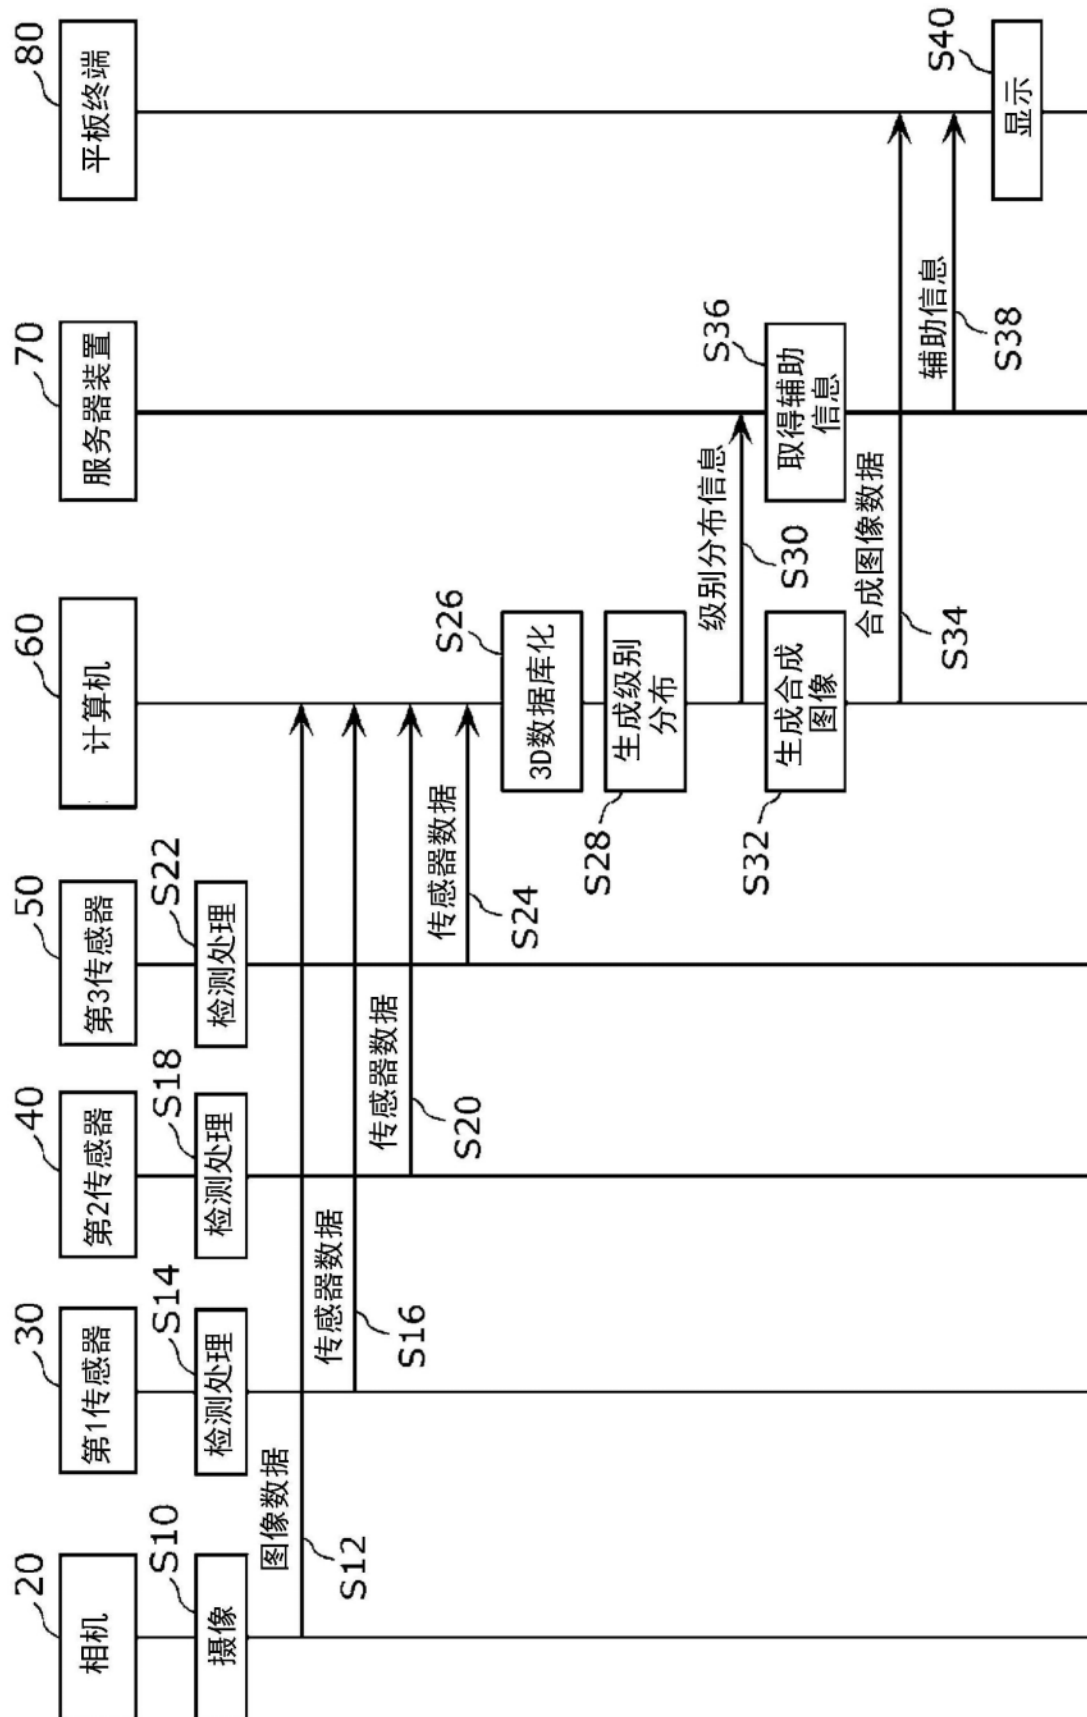 20
相机
30
第1传感器
40
第2传感器
50
第3传感器
60
计算机
70
服务器装置
80
平板终端
S10
摄像
S14
检测处理
S18
检测处理
S22
检测处理
图像数据
S12
传感器数据
S16
传感器数据
S20
传感器数据
S24
S26
3D数据库化
S28
生成级别
分布
级别分布信息
S30
S32
生成合成
图像
S36
取得辅助
信息
合成图像数据
S34
辅助信息
S38
S40
显示